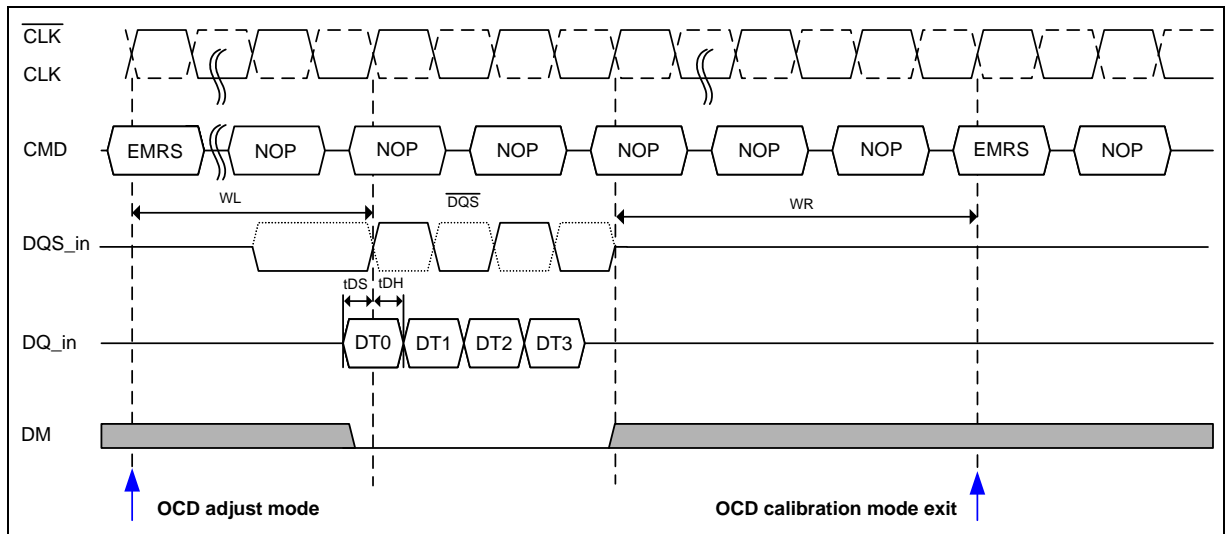 CLK
CLK
CMD
EMRS NOP NOP NOP NOP NOP NOP EMRS NOP
WL DQS WR
DQS_in
tDS tDH
DQ_in
DT0 DT1 DT2 DT3
DM
OCD adjust mode OCD calibration mode exit